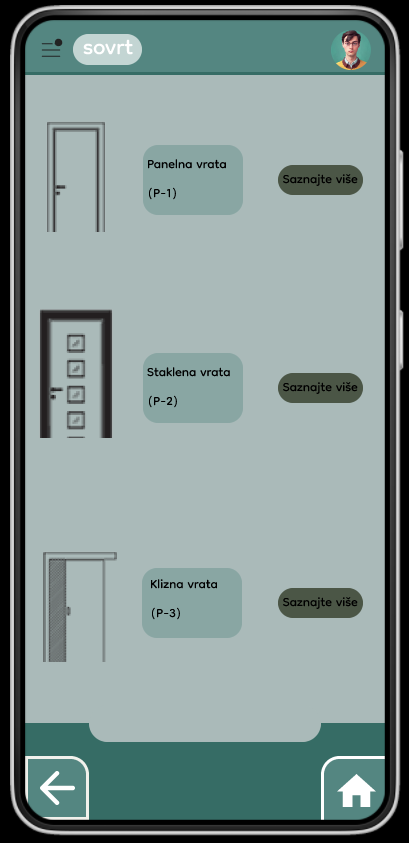 sovrt
Panelna vrata
(P-1)
Saznajte više
Staklena vrata
(P-2)
Saznajte više
Klizna vrata
(P-3)
Saznajte više